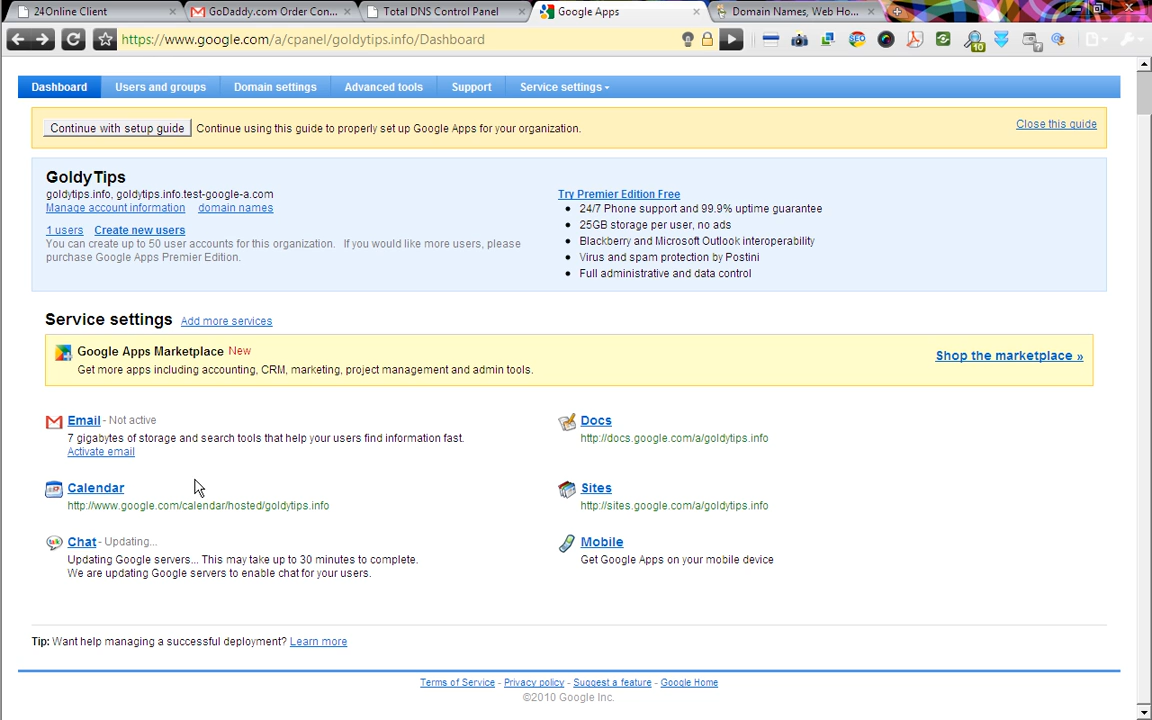 24Online Client
GoDaddy.com Order Con...
Total DNS Control Panel
Google Apps
Domain Names, Web Ho...
https://www.google.com/a/cpanel/goldytips.info/Dashboard
10
Dashboard
Users and groups
Domain settings
Advanced tools
Support
Service settings
Continue with setup guide
Continue using this guide to properly set up Google Apps for your organization.
Close this guide
GoldyTips
goldytips.info, goldytips.info.test-google-a.com
Manage account information domain names
1 users Create new users
You can create up to 50 user accounts for this organization. If you would like more users, please
purchase Google Apps Premier Edition.
Try Premier Edition Free
24/7 Phone support and 99.9% uptime guarantee
25GB storage per user, no ads
Blackberry and Microsoft Outlook interoperability
Virus and spam protection by Postini
Full administrative and data control
Service settings Add more services
Google Apps Marketplace New
Get more apps including accounting, CRM, marketing, project management and admin tools.
Shop the marketplace »
Email - Not active
7 gigabytes of storage and search tools that help your users find information fast.
Activate email
Docs
http://docs.google.com/a/goldytips.info
Calendar
http://www.google.com/calendar/hosted/goldytips.info
Sites
http://sites.google.com/a/goldytips.info
Chat - Updating...
Updating Google servers... This may take up to 30 minutes to complete.
We are updating Google servers to enable chat for your users.
Mobile
Get Google Apps on your mobile device
Tip: Want help managing a successful deployment? Learn more
Terms of Service - Privacy policy - Suggest a feature - Google Home
©2010 Google Inc.